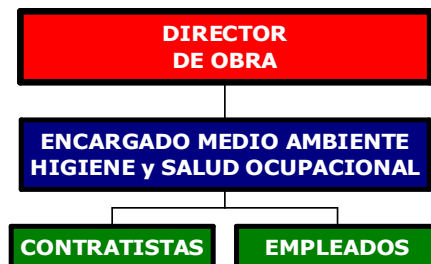 DIRECTOR
DE OBRA
ENCARGADO MEDIO AMBIENTE
HIGIENE y SALUD OCUPACIONAL
CONTRATISTAS
EMPLEADOS